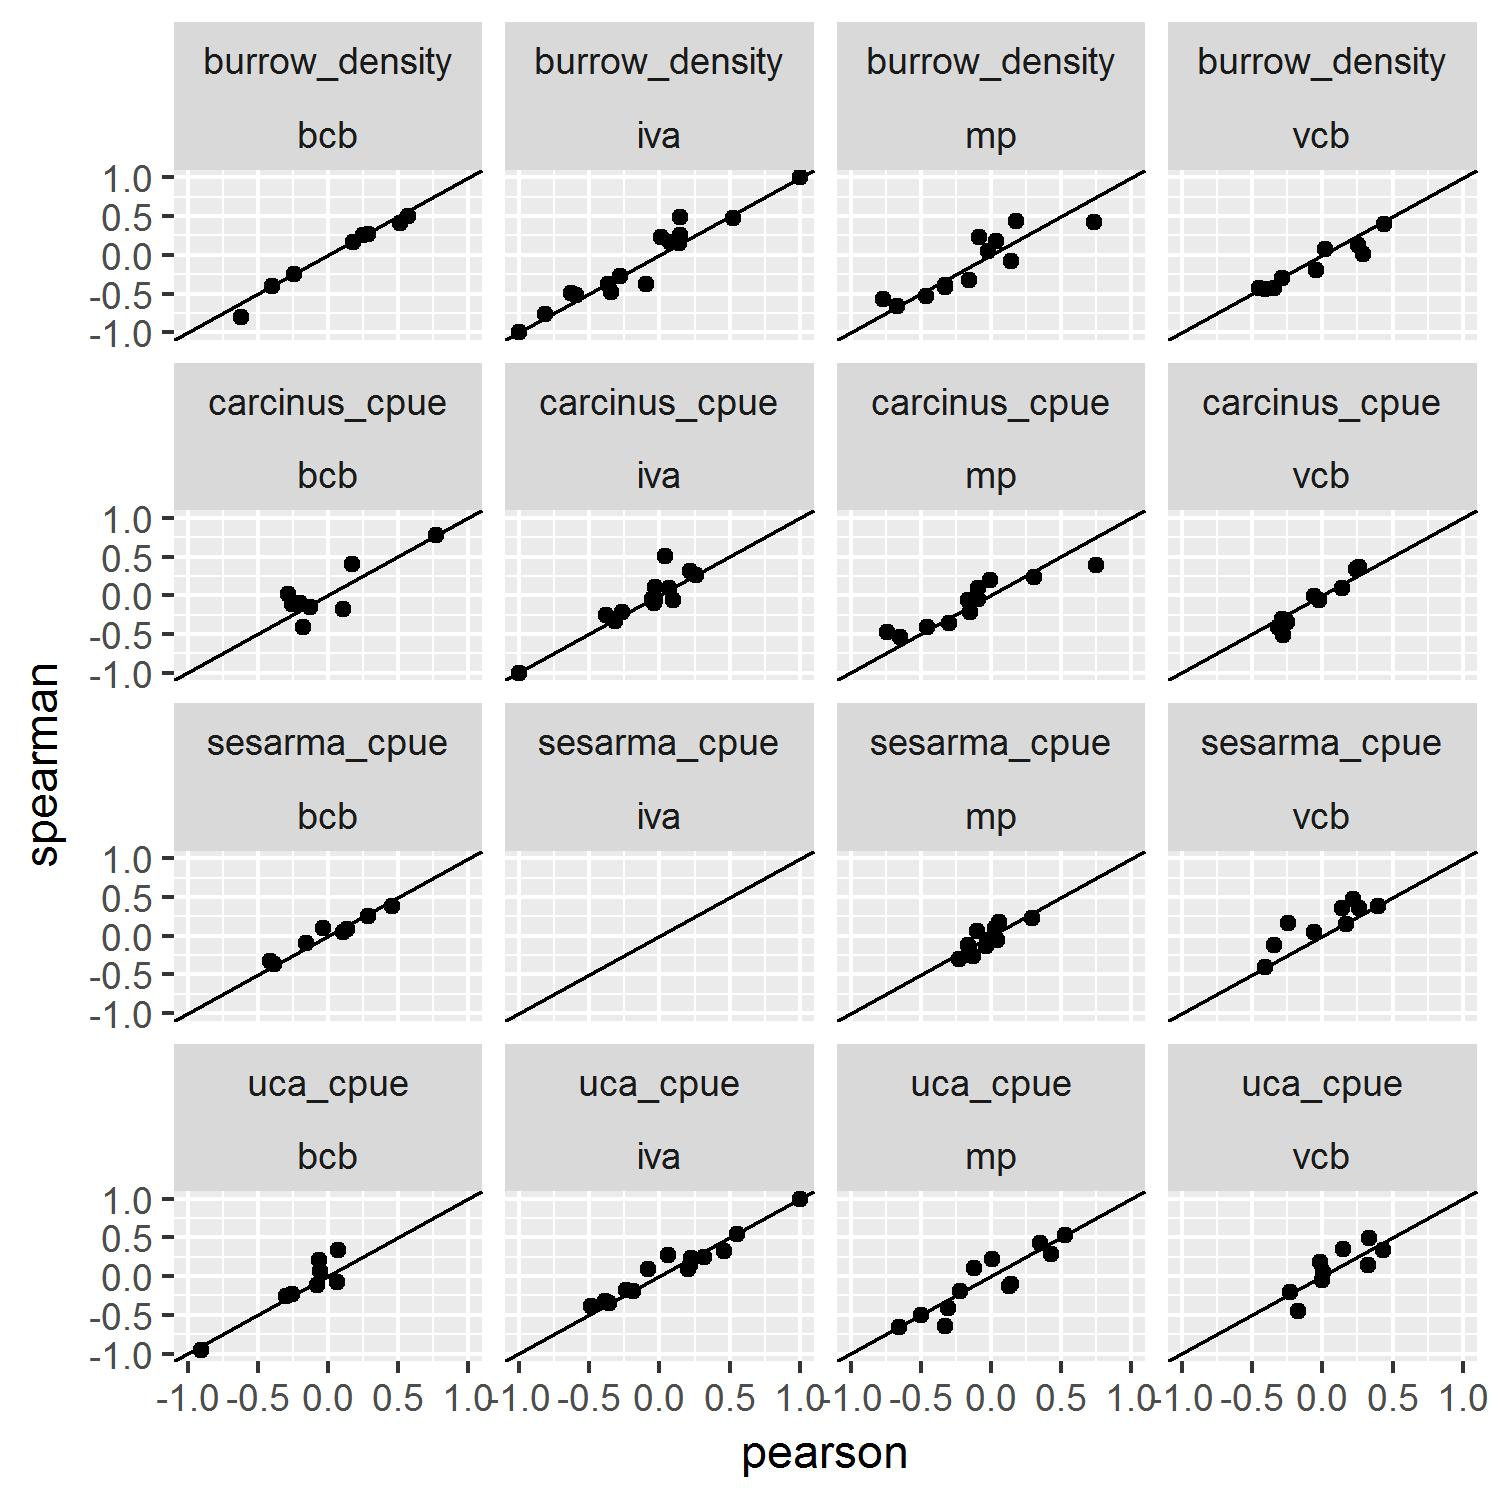 burrow_density burrow_density burrow_density burrow_density
bcb iva mp vcb
1.0
0.5
0.0
-0.5
-1.0
carcinus_cpue carcinus_cpue carcinus_cpue carcinus_cpue
bcb iva mp vcb
1.0
0.5
0.0
-0.5
-1.0
sesarma_cpue sesarma_cpue sesarma_cpue sesarma_cpue
bcb iva mp vcb
1.0
0.5
0.0
-0.5
-1.0
uca_cpue uca_cpue uca_cpue uca_cpue
bcb iva mp vcb
1.0
0.5
0.0
-0.5
-1.0
-1.0 -0.5 0.0 0.5 1.0 -1.0 -0.5 0.0 0.5 1.0 -1.0 -0.5 0.0 0.5 1.0 -1.0 -0.5 0.0 0.5 1.0
pearson
spearman